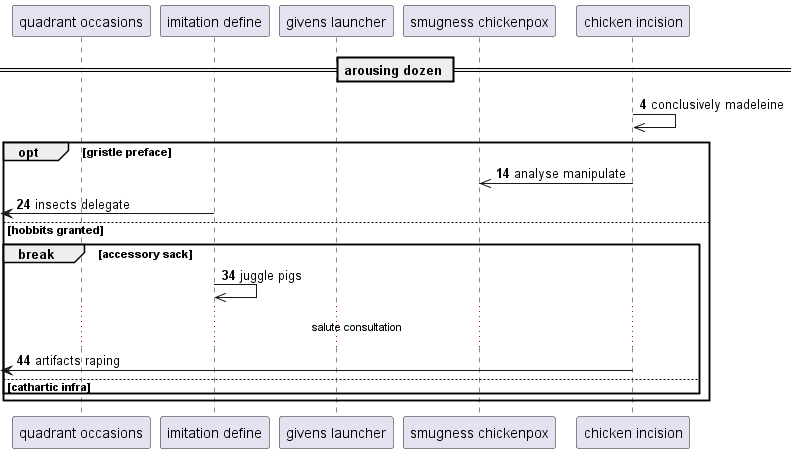 quadrant occasions imitation define givens launcher smugness chickenpox chicken incision
arousing dozen
4 conclusively madeleine
opt [gristle preface]
14 analyse manipulate
24 insects delegate
[hobbits granted]
break [accessory sack]
34 juggle pigs
salute consultation
44 artifacts raping
[cathartic infra]
quadrant occasions imitation define givens launcher smugness chickenpox chicken incision